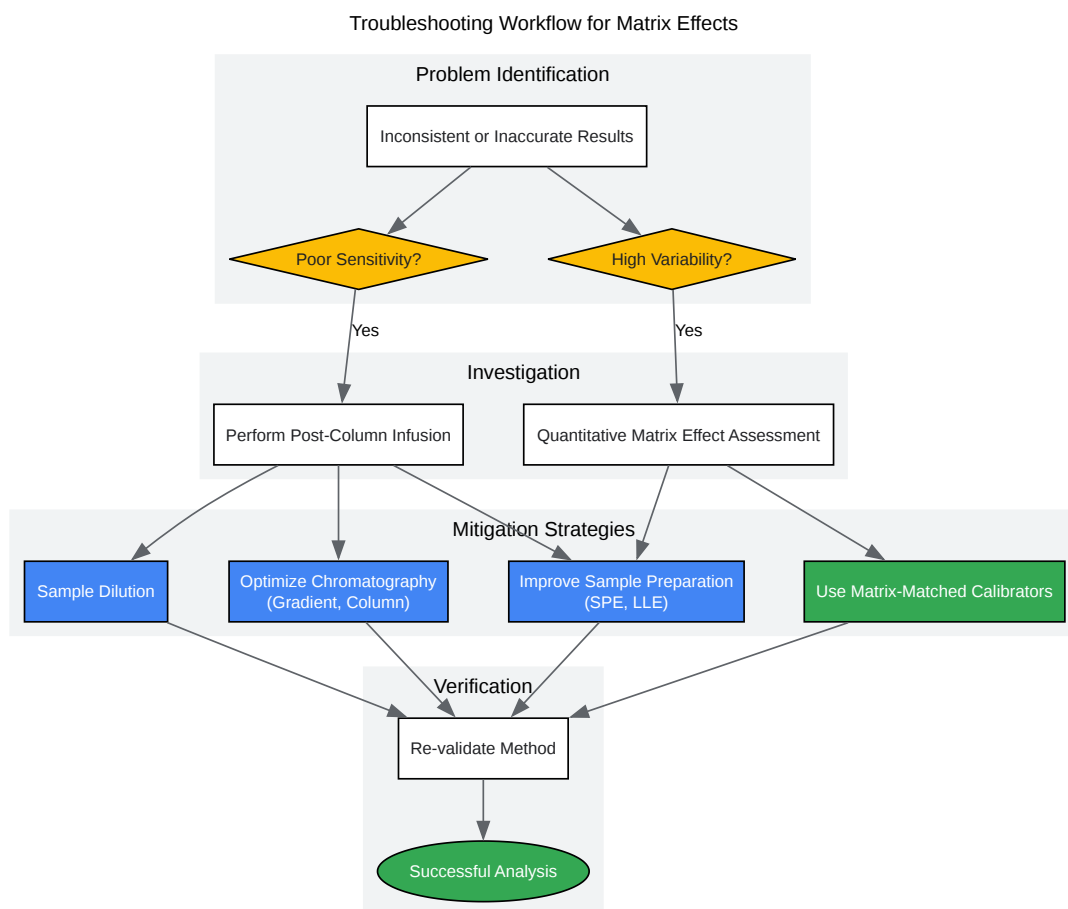 Troubleshooting Workflow for Matrix Effects
Problem Identification
Inconsistent or Inaccurate Results
Poor Sensitivity?
High Variability?
Yes
Yes
Investigation
Perform Post-Column Infusion
Quantitative Matrix Effect Assessment
Mitigation Strategies
Sample Dilution
Optimize Chromatography
(Gradient, Column)
Improve Sample Preparation
(SPE, LLE)
Use Matrix-Matched Calibrators
Verification
Re-validate Method
Successful Analysis